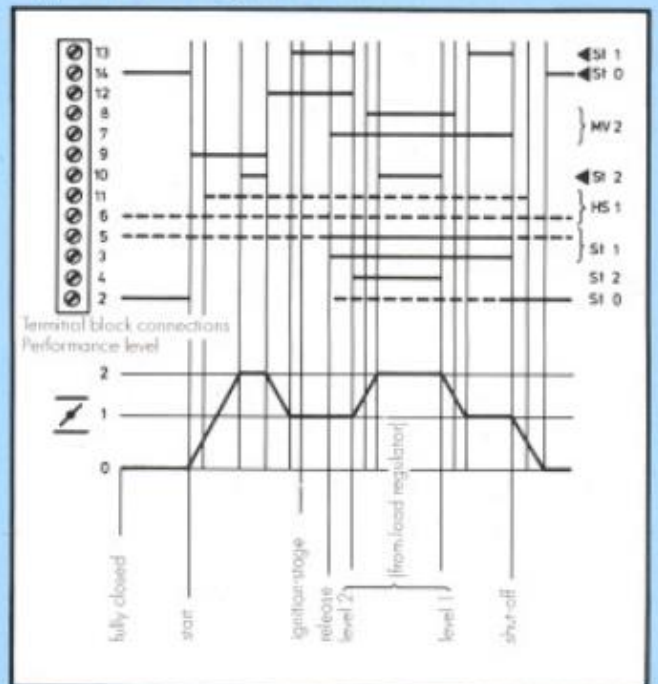 13 ◀ St 1
14 ◀ St 0
12
8
7 } MV 2
9
10 ◀ St 2
11
6 } HS 1
5
3 } St 1
4 St 2
2 St 0
Terminal block connections
Performance level
2
1
0
fully closed
start
ignition-stage
release
level 2
(from load regulator)
level 1
shut-off